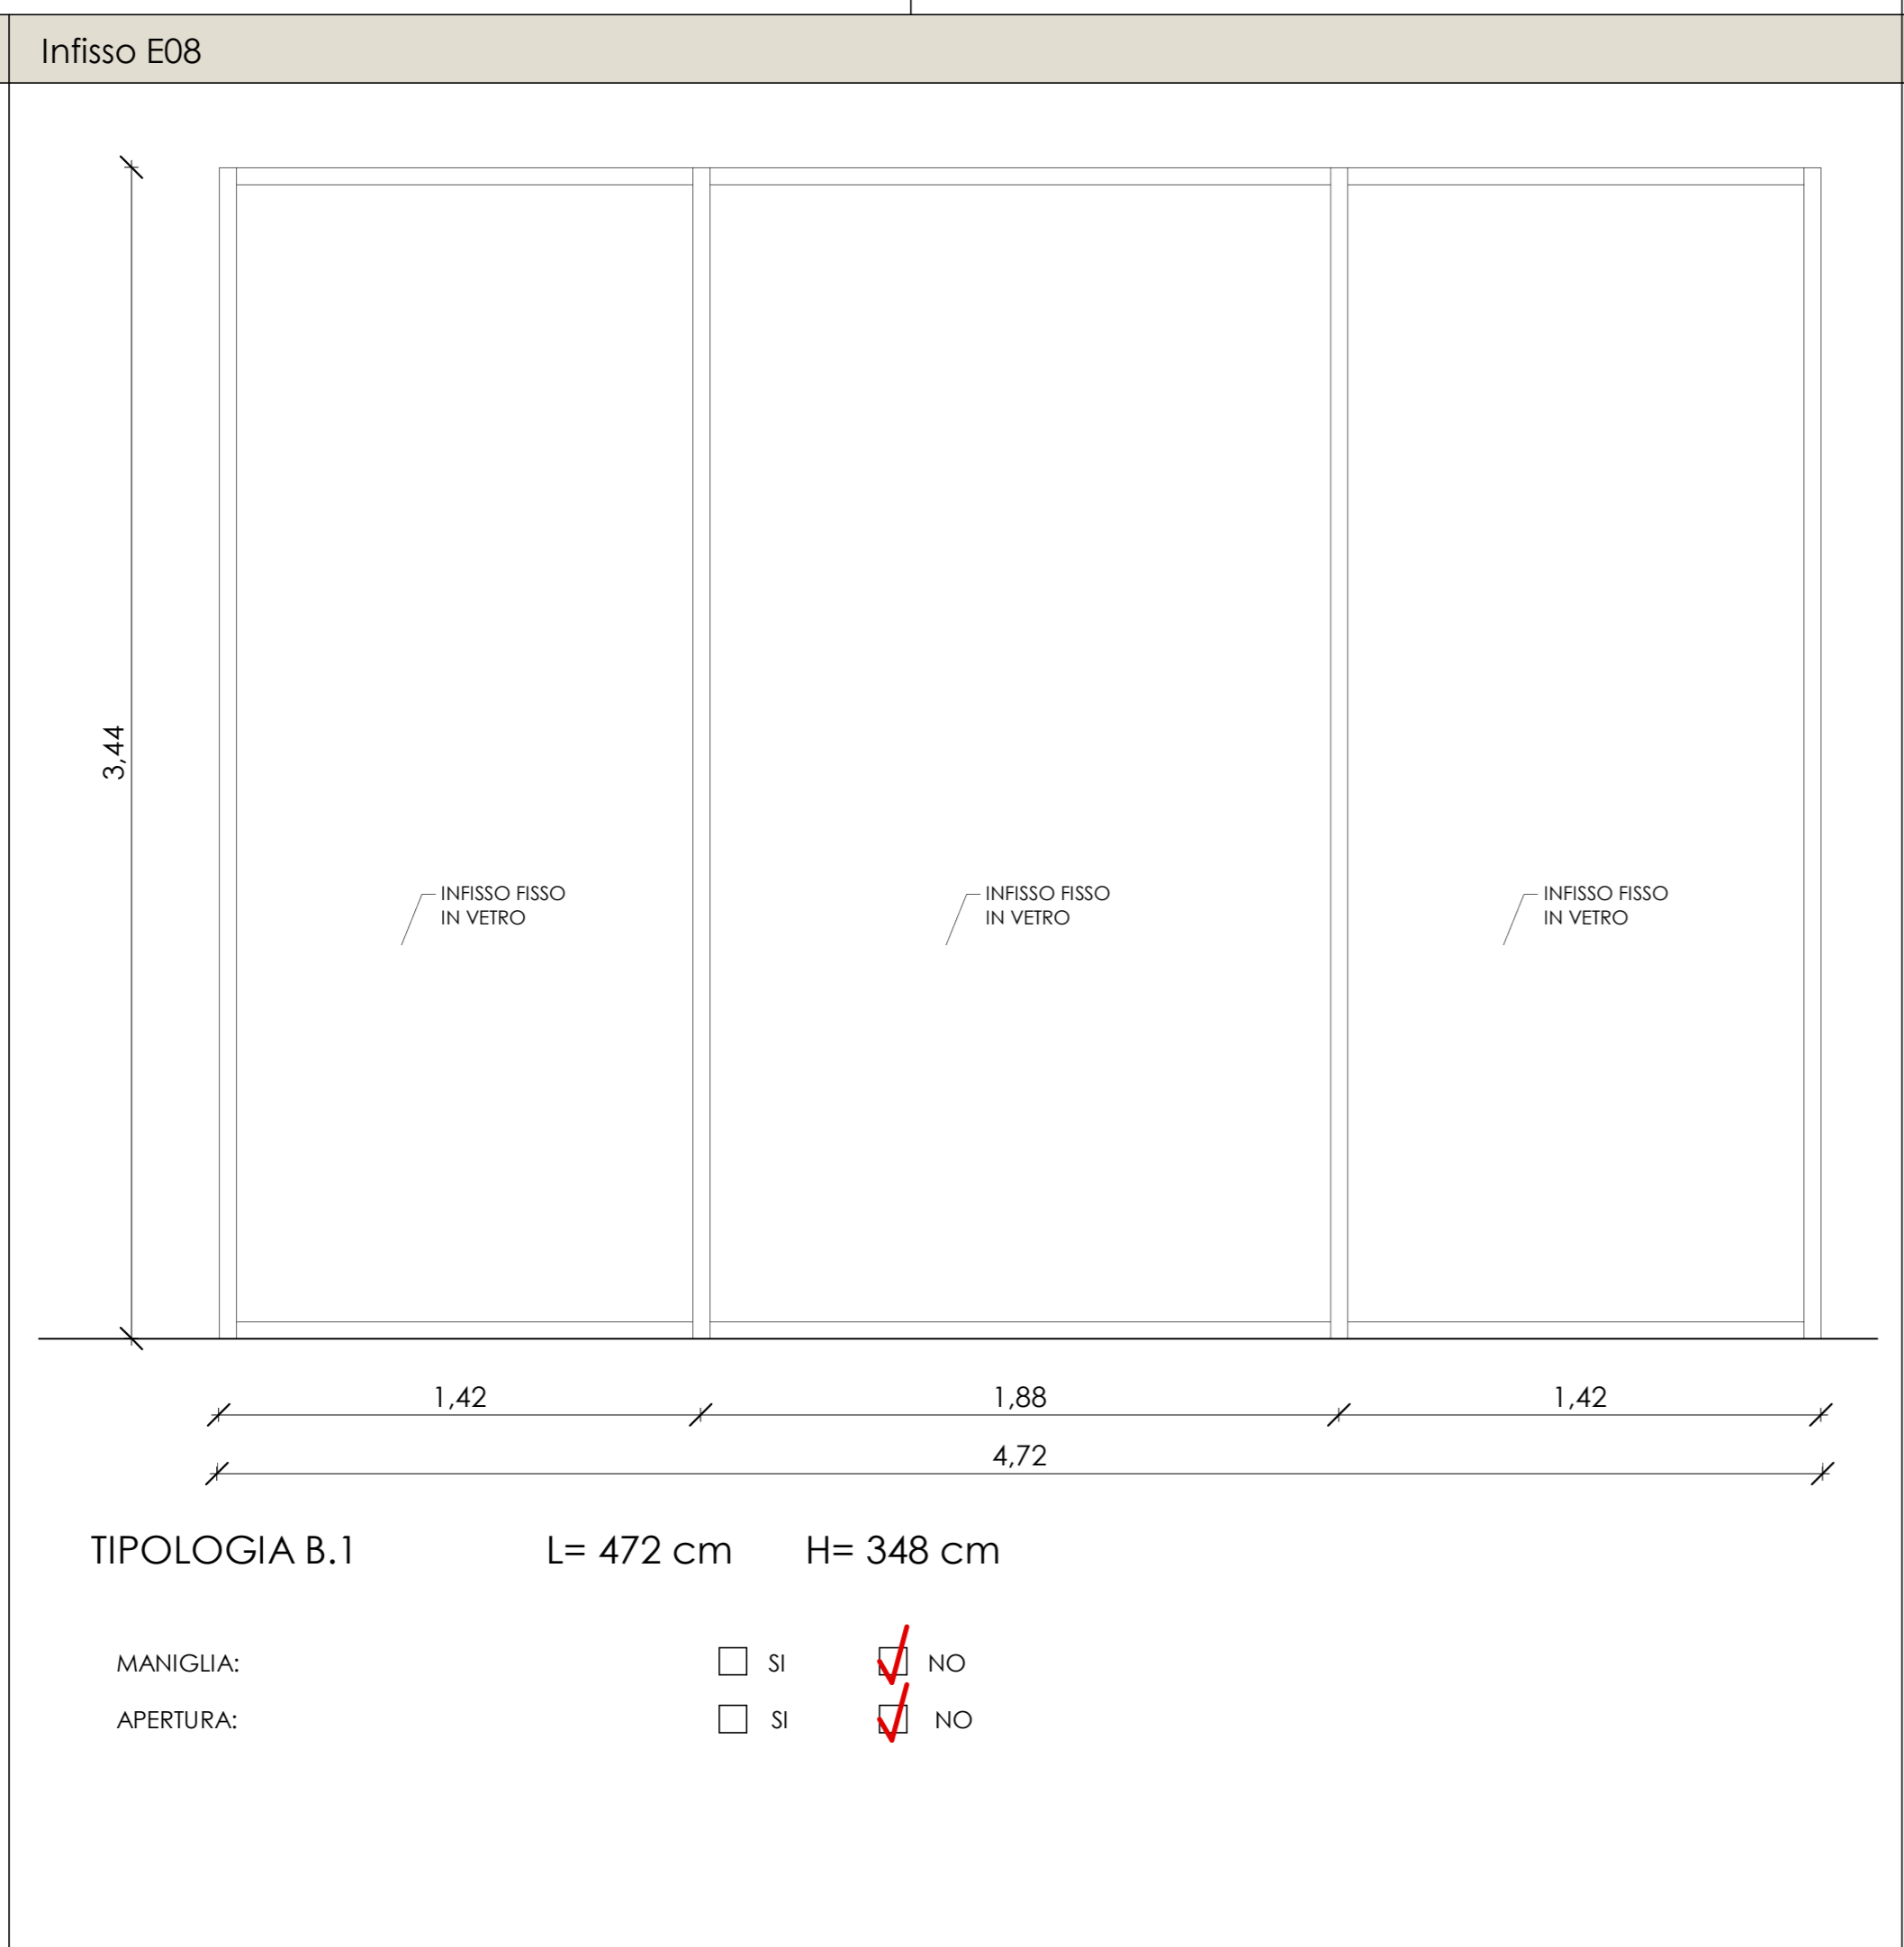 Infisso E08
3,44
INFISSO FISSO
IN VETRO
INFISSO FISSO
IN VETRO
INFISSO FISSO
IN VETRO
1,42 1,88 1,42
4,72
TIPOLOGIA B.1 L= 472 cm H= 348 cm
MANIGLIA: SI NO
APERTURA: SI NO